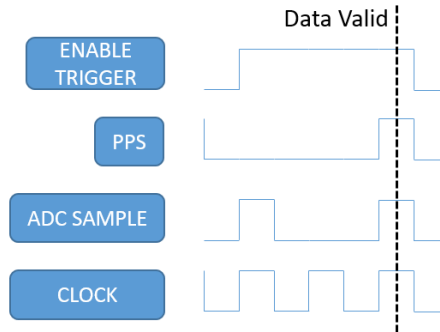 Data Valid
ENABLE
TRIGGER
PPS
ADC SAMPLE
CLOCK